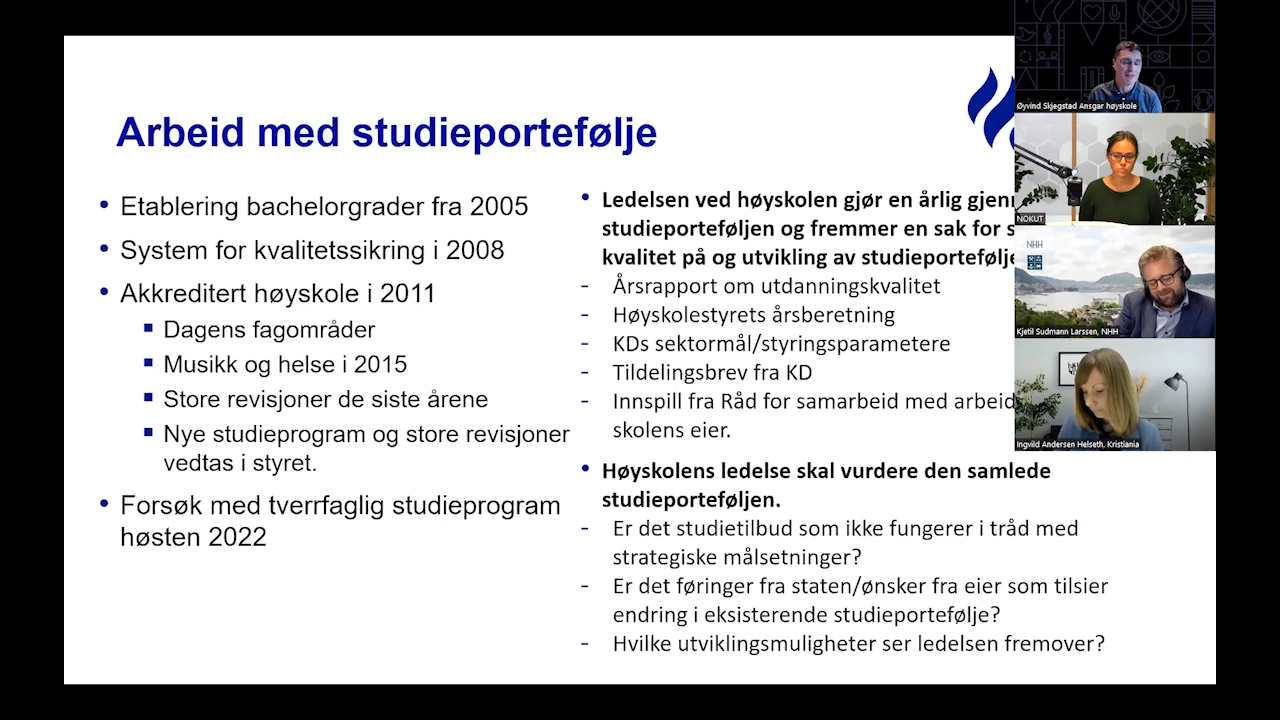 Arbeid med studieportefølje
Etablering bachelorgrader fra 2005
System for kvalitetssikring i 2008
Akkreditert høyskole i 2011
Dagens fagområder
Musikk og helse i 2015
Store revisjoner de siste årene
Nye studieprogram og store revisjoner
vedtas i styret.
Forsøk med tverrfaglig studieprogram
høsten 2022
Ledelsen ved høyskolen gjør en årlig
studieporteføljen og fremmer en sak for
kvalitet på og utvikling av
- Årsrapport om utdanningskvalitet
- Høyskolestyrets årsberetning
- KDs sektormål/styringsparametere
- Tildelingsbrev fra KD
- Innspill fra Råd for samarbeid med
skolens eier.
Høyskolens ledelse skal vurdere den samlede
studieporteføljen.
- Er det studietilbud som ikke fungerer i tråd med
strategiske målsetninger?
- Er det føringer fra staten/ønsker fra eier som tilsier
endring i eksisterende studieportefølje?
- Hvilke utviklingsmuligheter ser ledelsen fremover?
Øyvind Skjegstad Ansgar høyskole
NOKUT
NHH
Kjetil Sudmann Larssen, NHH
Ingvild Andersen Helseth, Kristiania